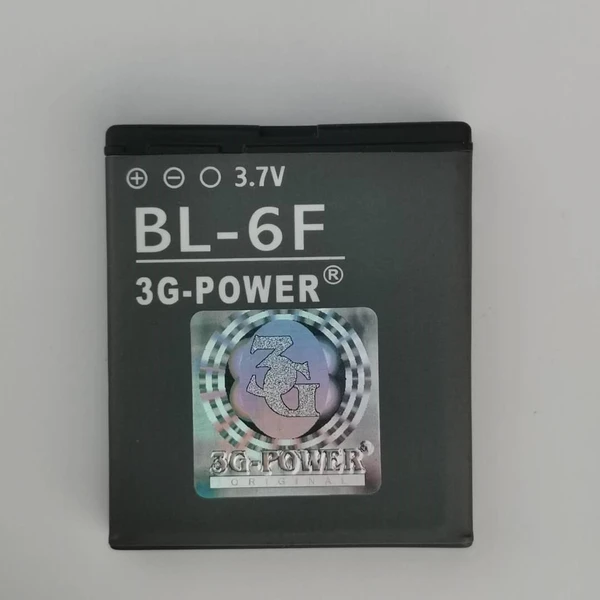 3.7V
BL-6F
3G-POWER®
3G
3G-POWER®
ORIGINAL